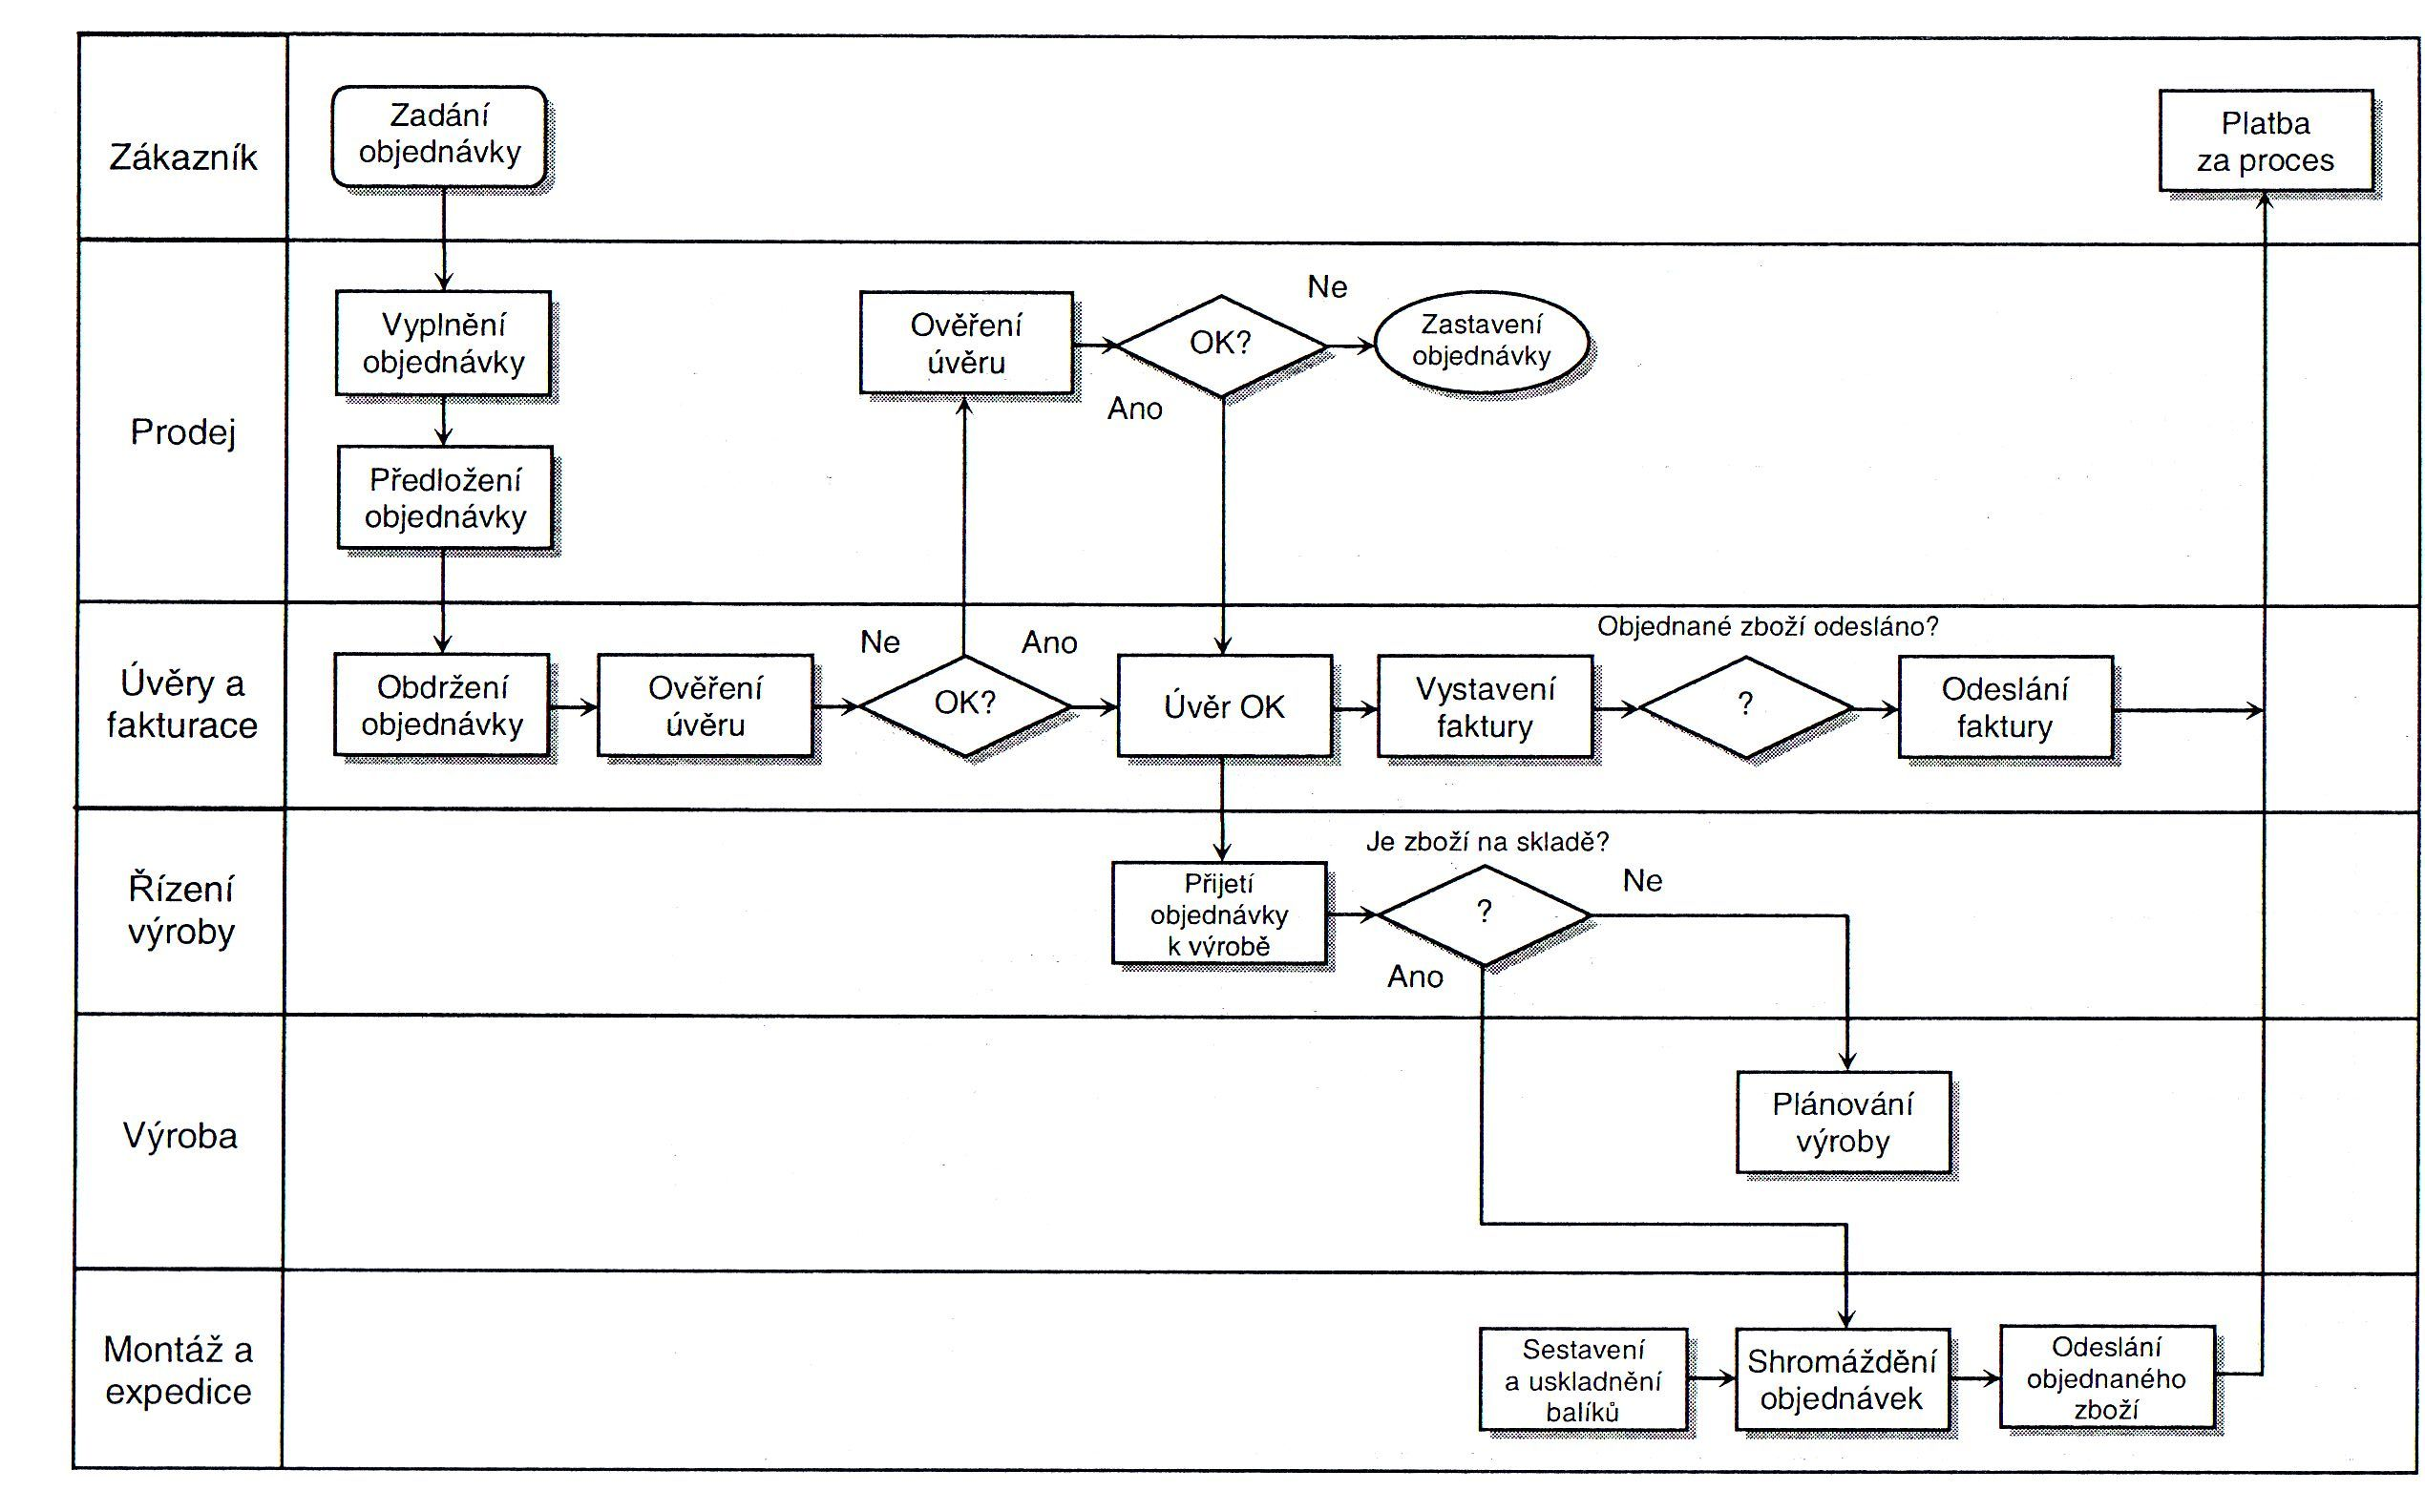 Zákazník
Zadání
objednávky
Platba
za proces
Prodej
Vyplnění
objednávky
Předložení
objednávky
Ověření
úvěru
OK?
Ne
Ano
Zastavení
objednávky
Úvěry a
fakturace
Obdržení
objednávky
Ověření
úvěru
Ne
OK?
Ano
Úvěr OK
Vystavení
faktury
Objednané zboží odesláno?
?
Odeslání
faktury
Řízení
výroby
Přijetí
objednávky
k výrobě
Je zboží na skladě?
?
Ne
Ano
Výroba
Plánování
výroby
Montáž a
expedice
Sestavení
a uskladnění
balíků
Shromáždění
objednávek
Odeslání
objednaného
zboží